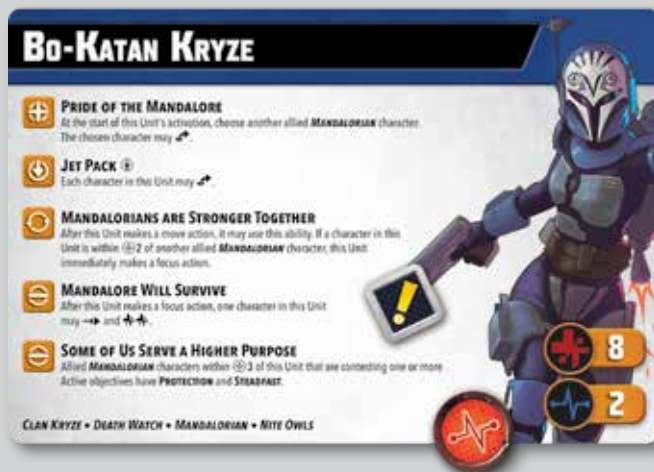 BO-KATAN KRYZE
PRIDE OF THE MANDALORE
At the start of this Unit's activation, choose another allied MANDALORIAN character.
The chosen character may
JET PACK
Each character in this Unit may
MANDALORIANS ARE STRONGER TOGETHER
After this Unit makes a move action, it may use this ability. If a character in this
Unit is within 2 of another allied MANDALORIAN character, this Unit
immediately makes a focus action.
MANDALORE WILL SURVIVE
After this Unit makes a focus action, one character in this Unit
may and
SOME OF US SERVE A HIGHER PURPOSE
Allied MANDALORIAN characters within 3 of this Unit that are contesting one or more
Active objectives have PROTECTION and STEADFAST.
!
8
2
CLAN KRYZE • DEATH WATCH • MANDALORIAN • NITE OWLS